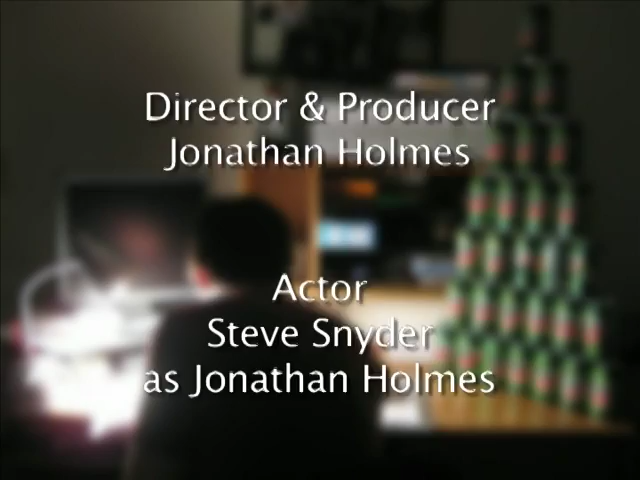 Director & Producer
Jonathan Holmes
Actor
Steve Snyder
as Jonathan Holmes